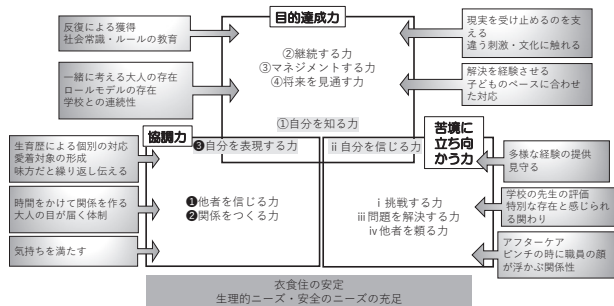 目的達成力
反復による獲得
社会常識・ルールの教育
現実を受け止めるのを支
える
違う刺激・文化に触れる
②継続する力
③マネジメントする力
④将来を見通す力
一緒に考える大人の存在
ロールモデルの存在
学校との連続性
解決を経験させる
子どものペースに合わせ
た対応
①自分を知る力
協調力
❸自分を表現する力
ⅱ自分を信じる力
苦境に
立ち向
かう力
生育歴による個別の対応
愛着対象の形成
味方だと繰り返し伝える
多様な経験の提供
見守る
❶他者を信じる力
❷関係をつくる力
ⅰ挑戦する力
ⅲ問題を解決する力
ⅳ他者を頼る力
時間をかけて関係を作る
大人の目が届く体制
学校の先生の評価
特別な存在と感じられ
る関わり
気持ちを満たす
アフターケア
ピンチの時に職員の顔
が浮かぶ関係性
衣食住の安定
生理的ニーズ・安全のニーズの充足